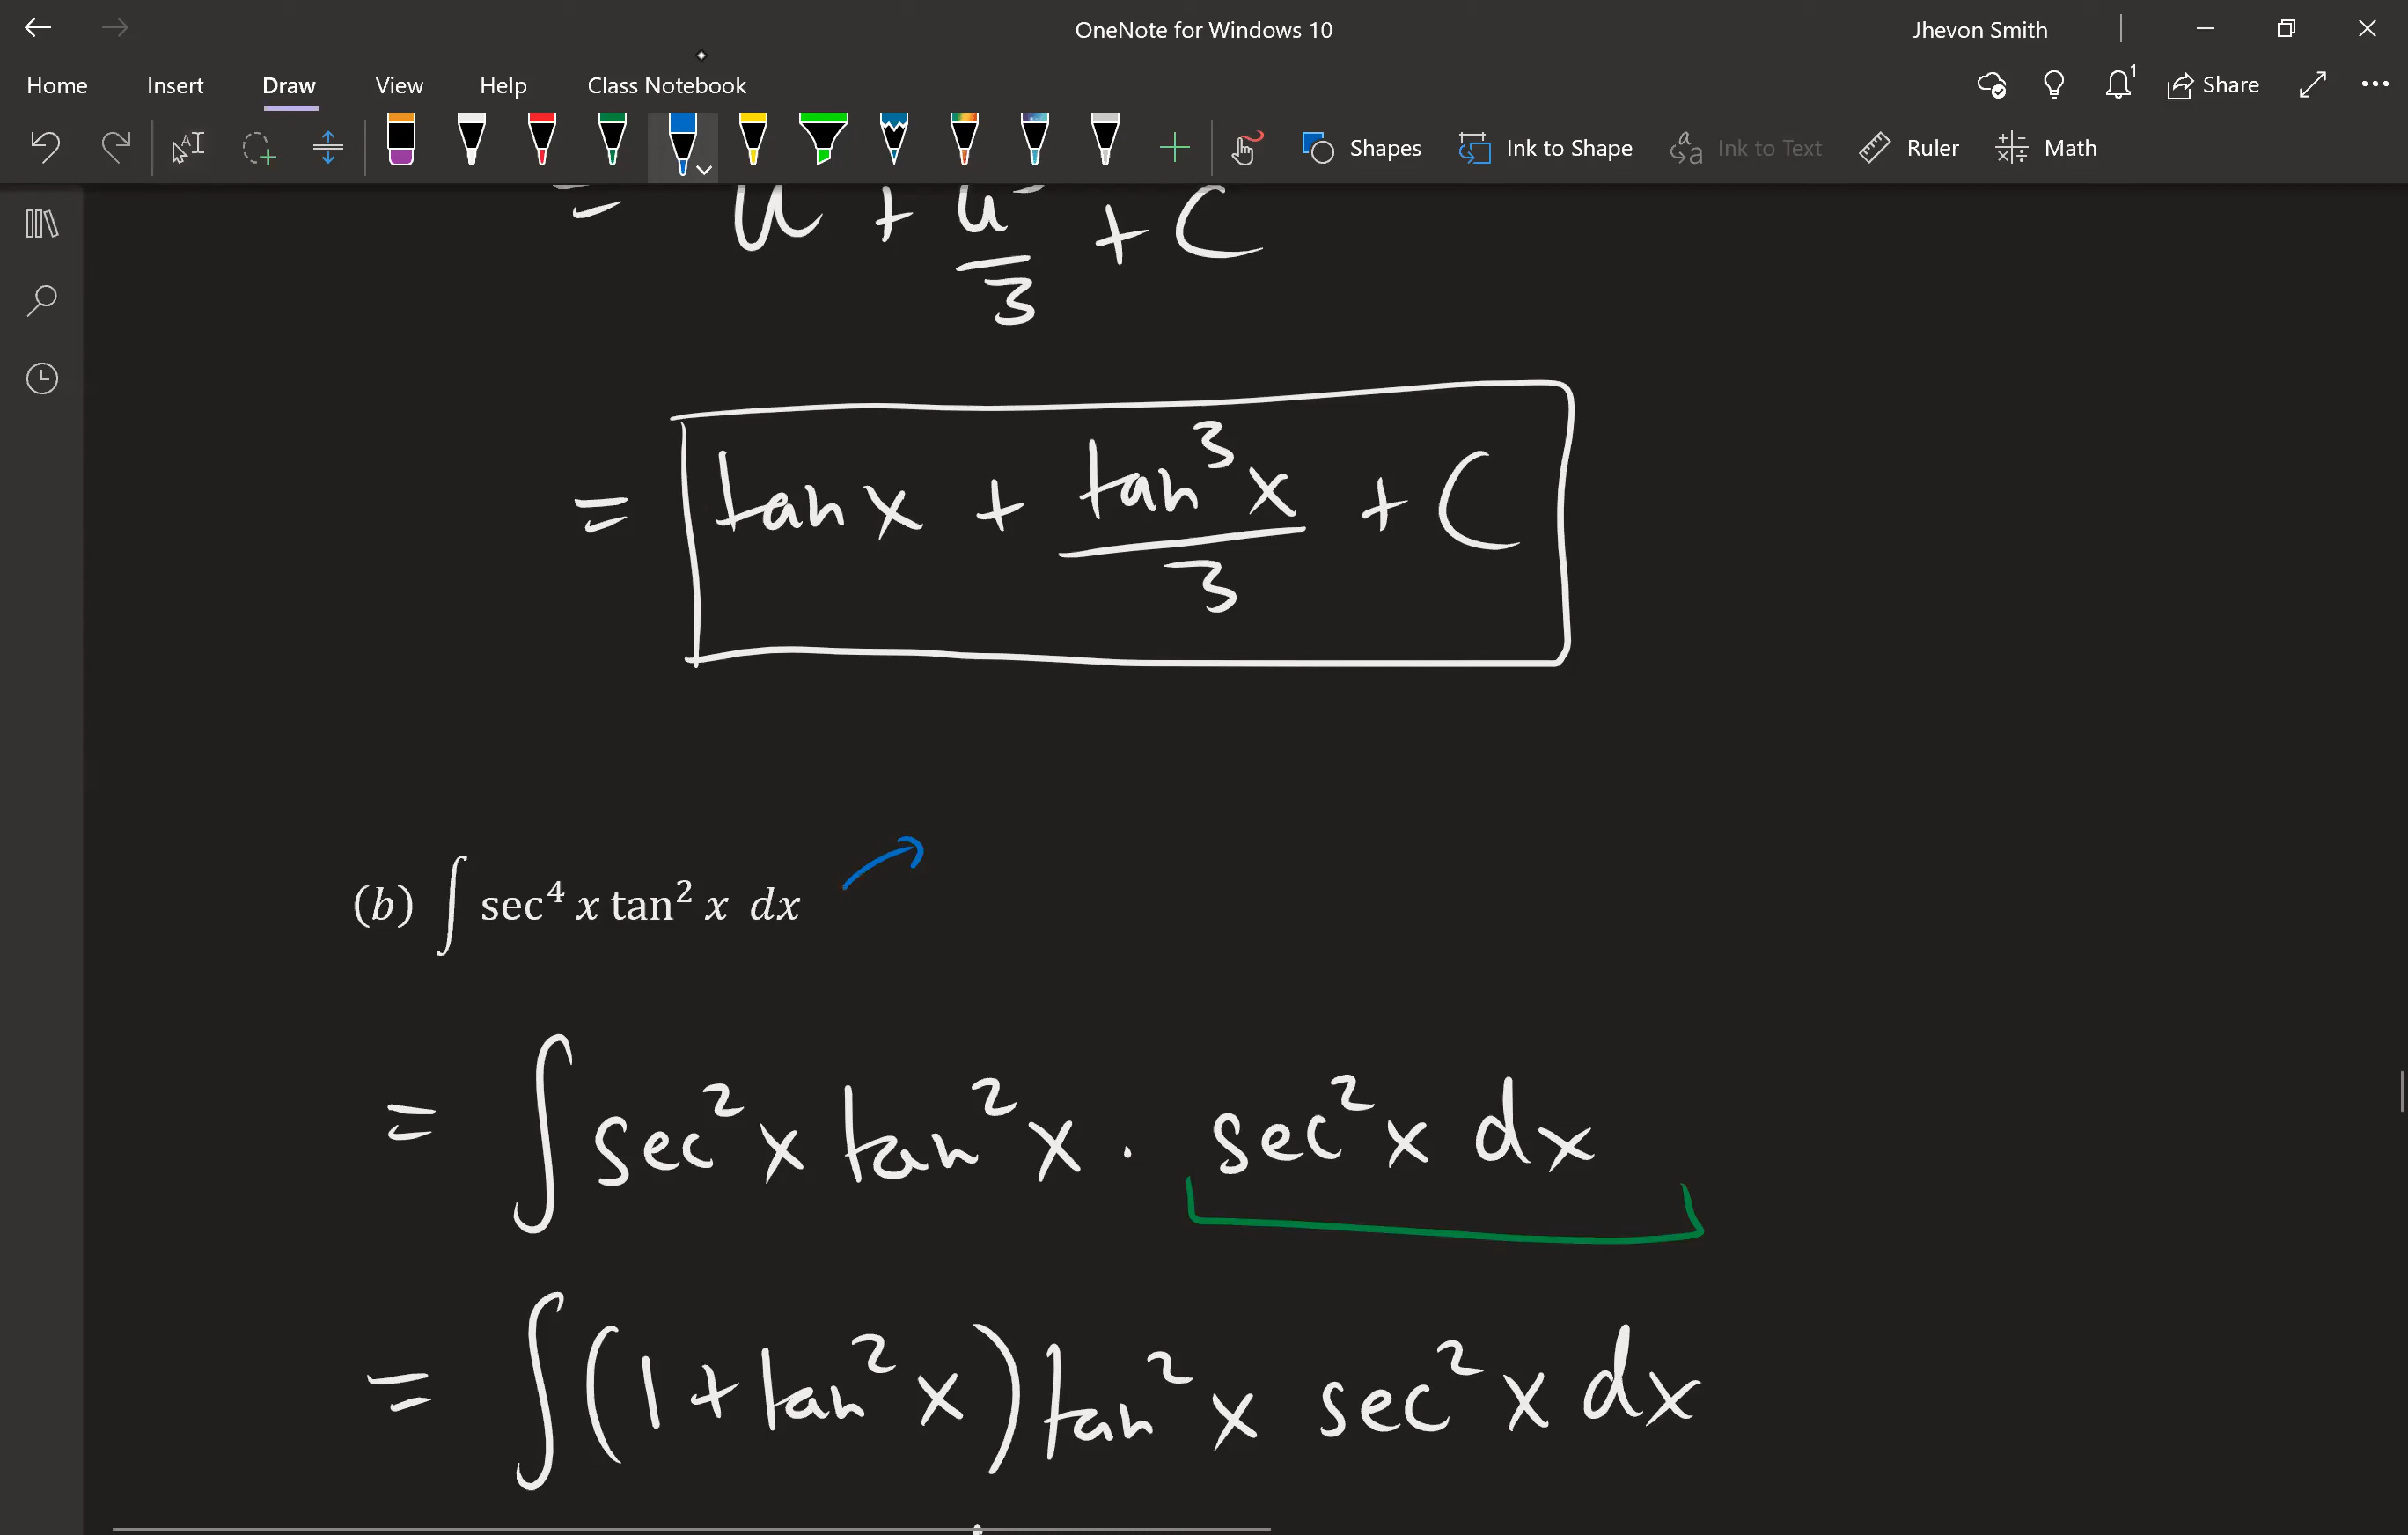 OneNote for Windows 10 Jhevon Smith
Home Insert Draw View Help Class Notebook 1 Share
Shapes Ink to Shape Ink to Text Ruler Math
= u + u
3 + C
= tan x + tan³x / 3 + C
(b) ∫ sec⁴ x tan² x dx
= ∫ sec²x tan²x · sec²x dx
= ∫ (1 + tan²x) tan²x sec²x dx